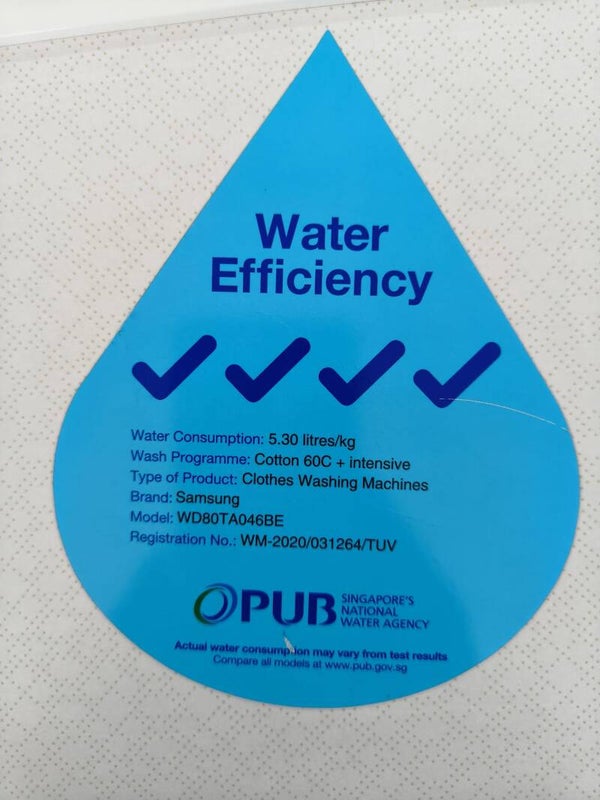 Water
Efficiency
Water Consumption: 5.30 litres/kg
Wash Programme: Cotton 60C + intensive
Type of Product: Clothes Washing Machines
Brand: Samsung
Model: WD80TA046BE
Registration No.: WM-2020/031264/TUV
PUB SINGAPORE'S
NATIONAL
WATER AGENCY
Actual water consumption may vary from test results
Compare all models at www.pub.gov.sg